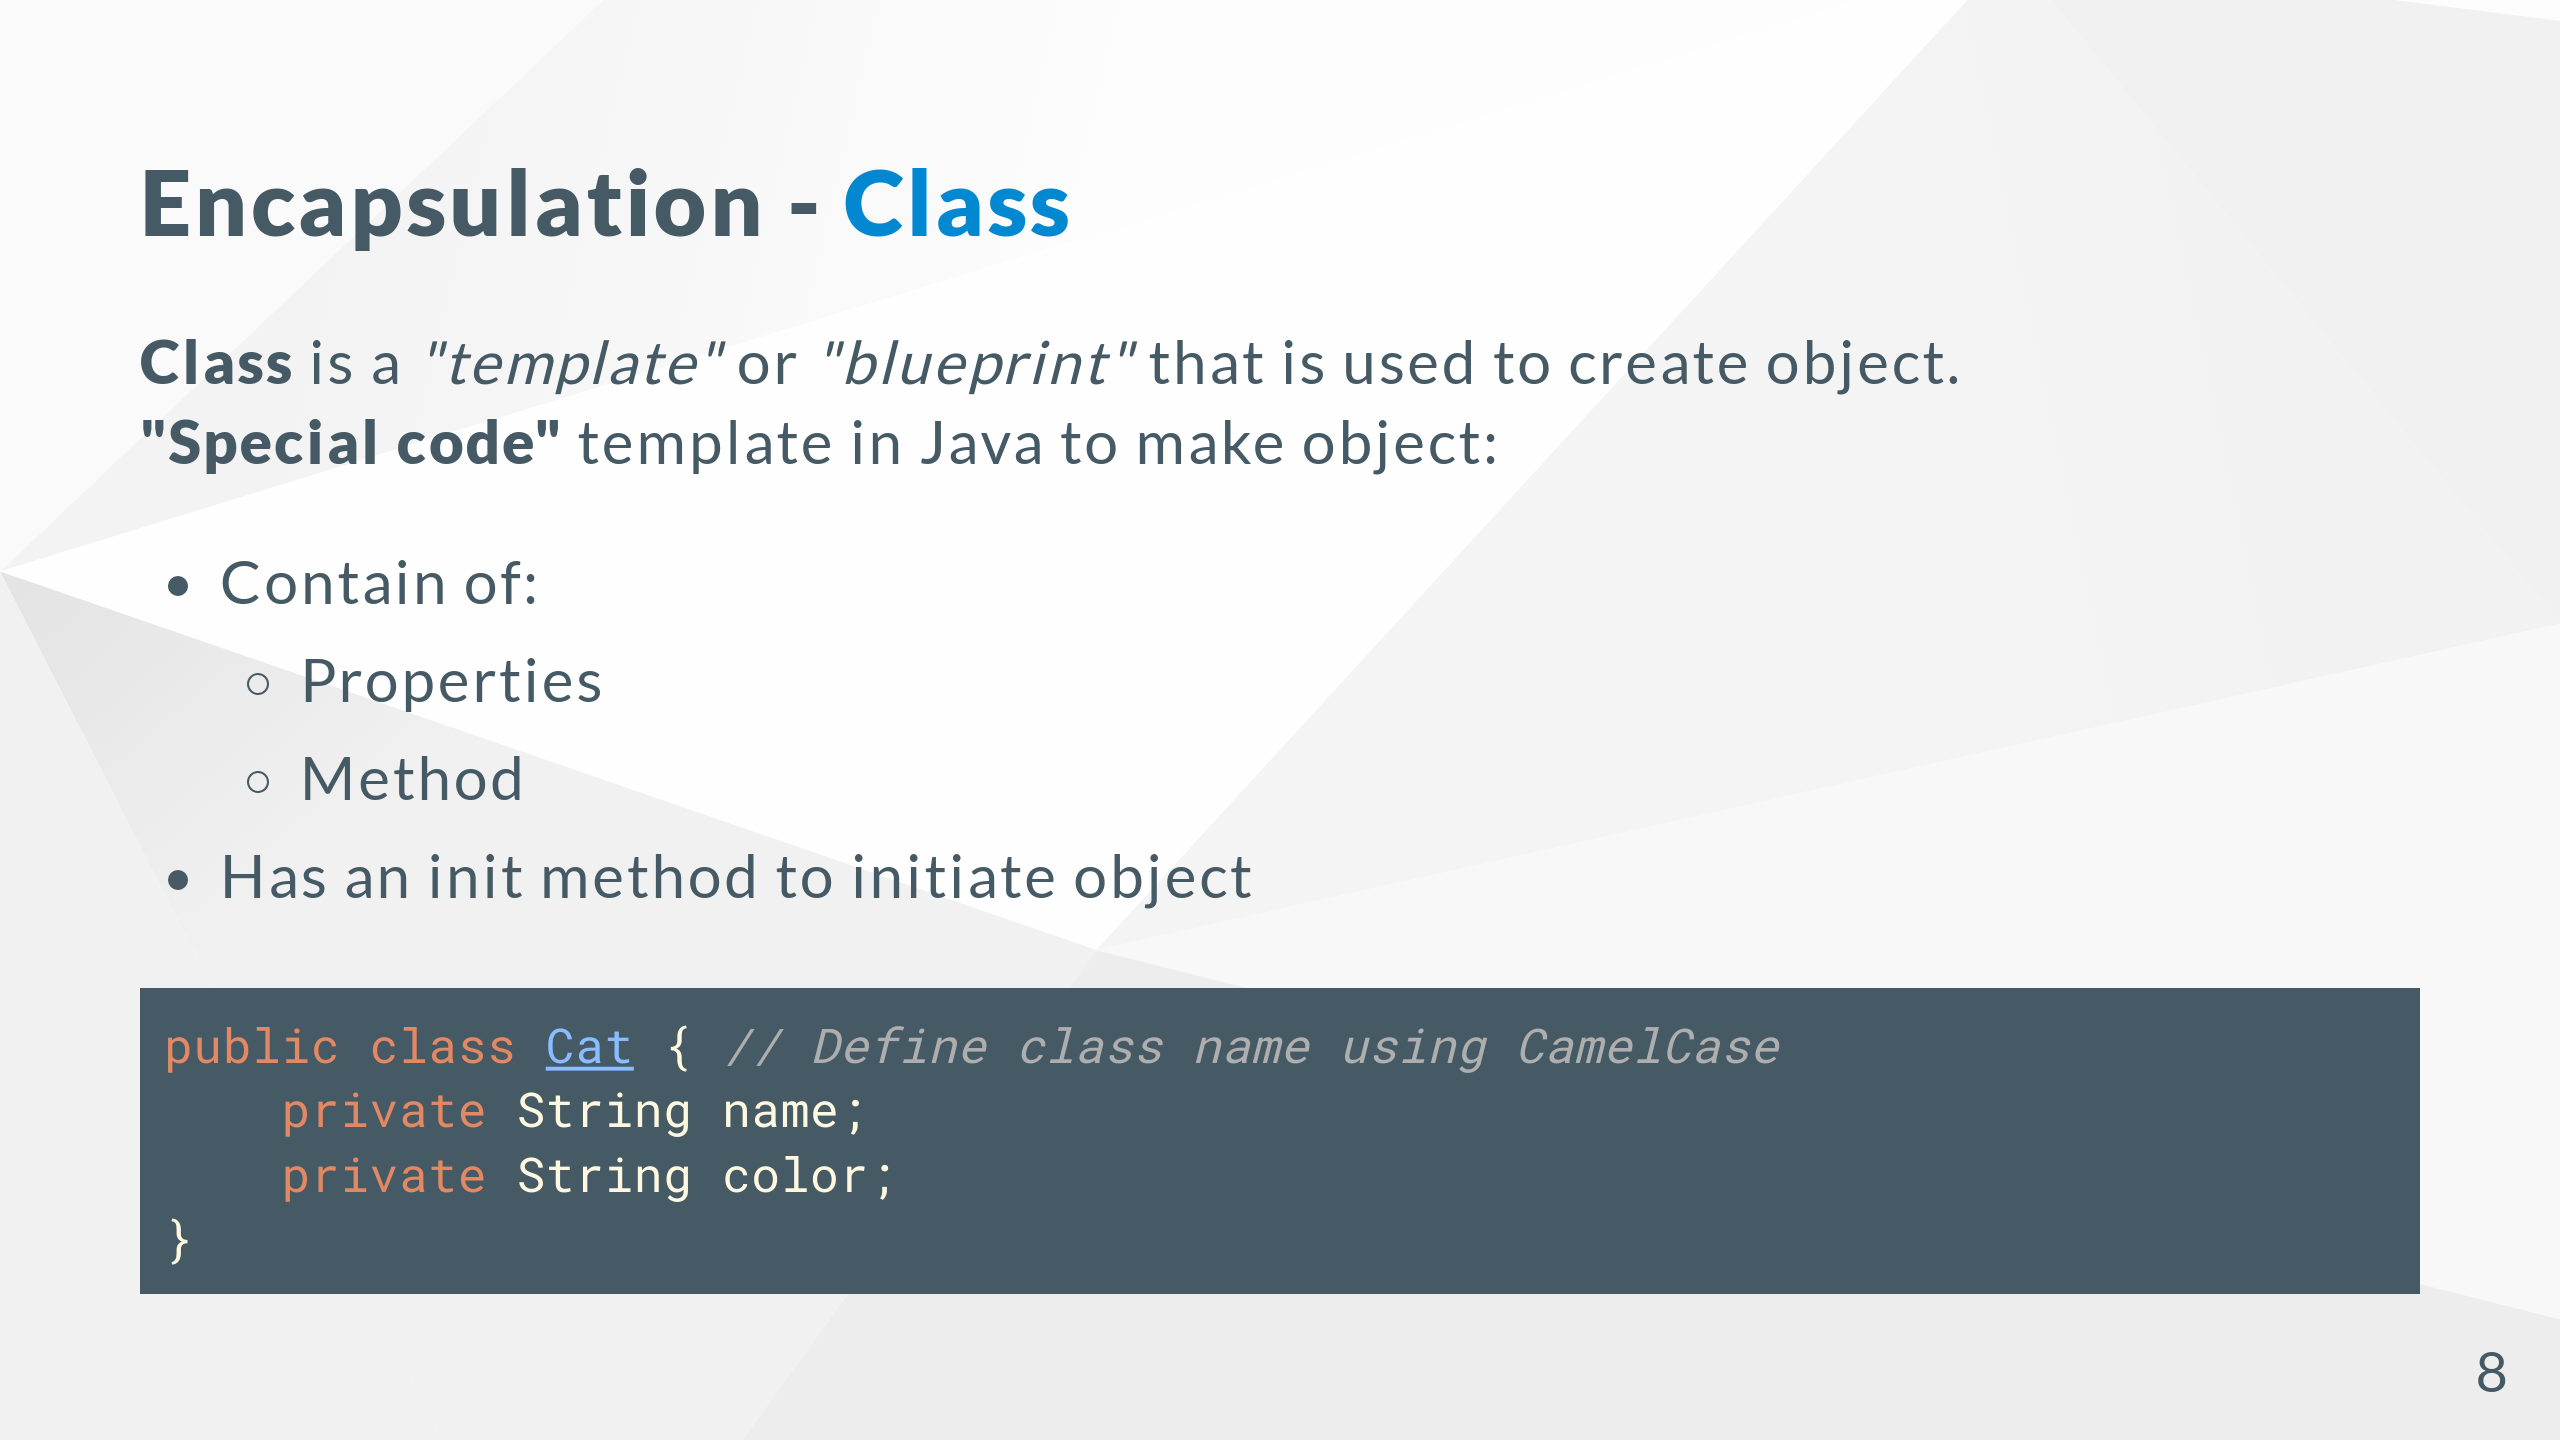 Encapsulation - Class
Class is a "template" or "blueprint" that is used to create object.
"Special code" template in Java to make object:
• Contain of:
○ Properties
○ Method
• Has an init method to initiate object
public class Cat { // Define class name using CamelCase
    private String name;
    private String color;
}
8